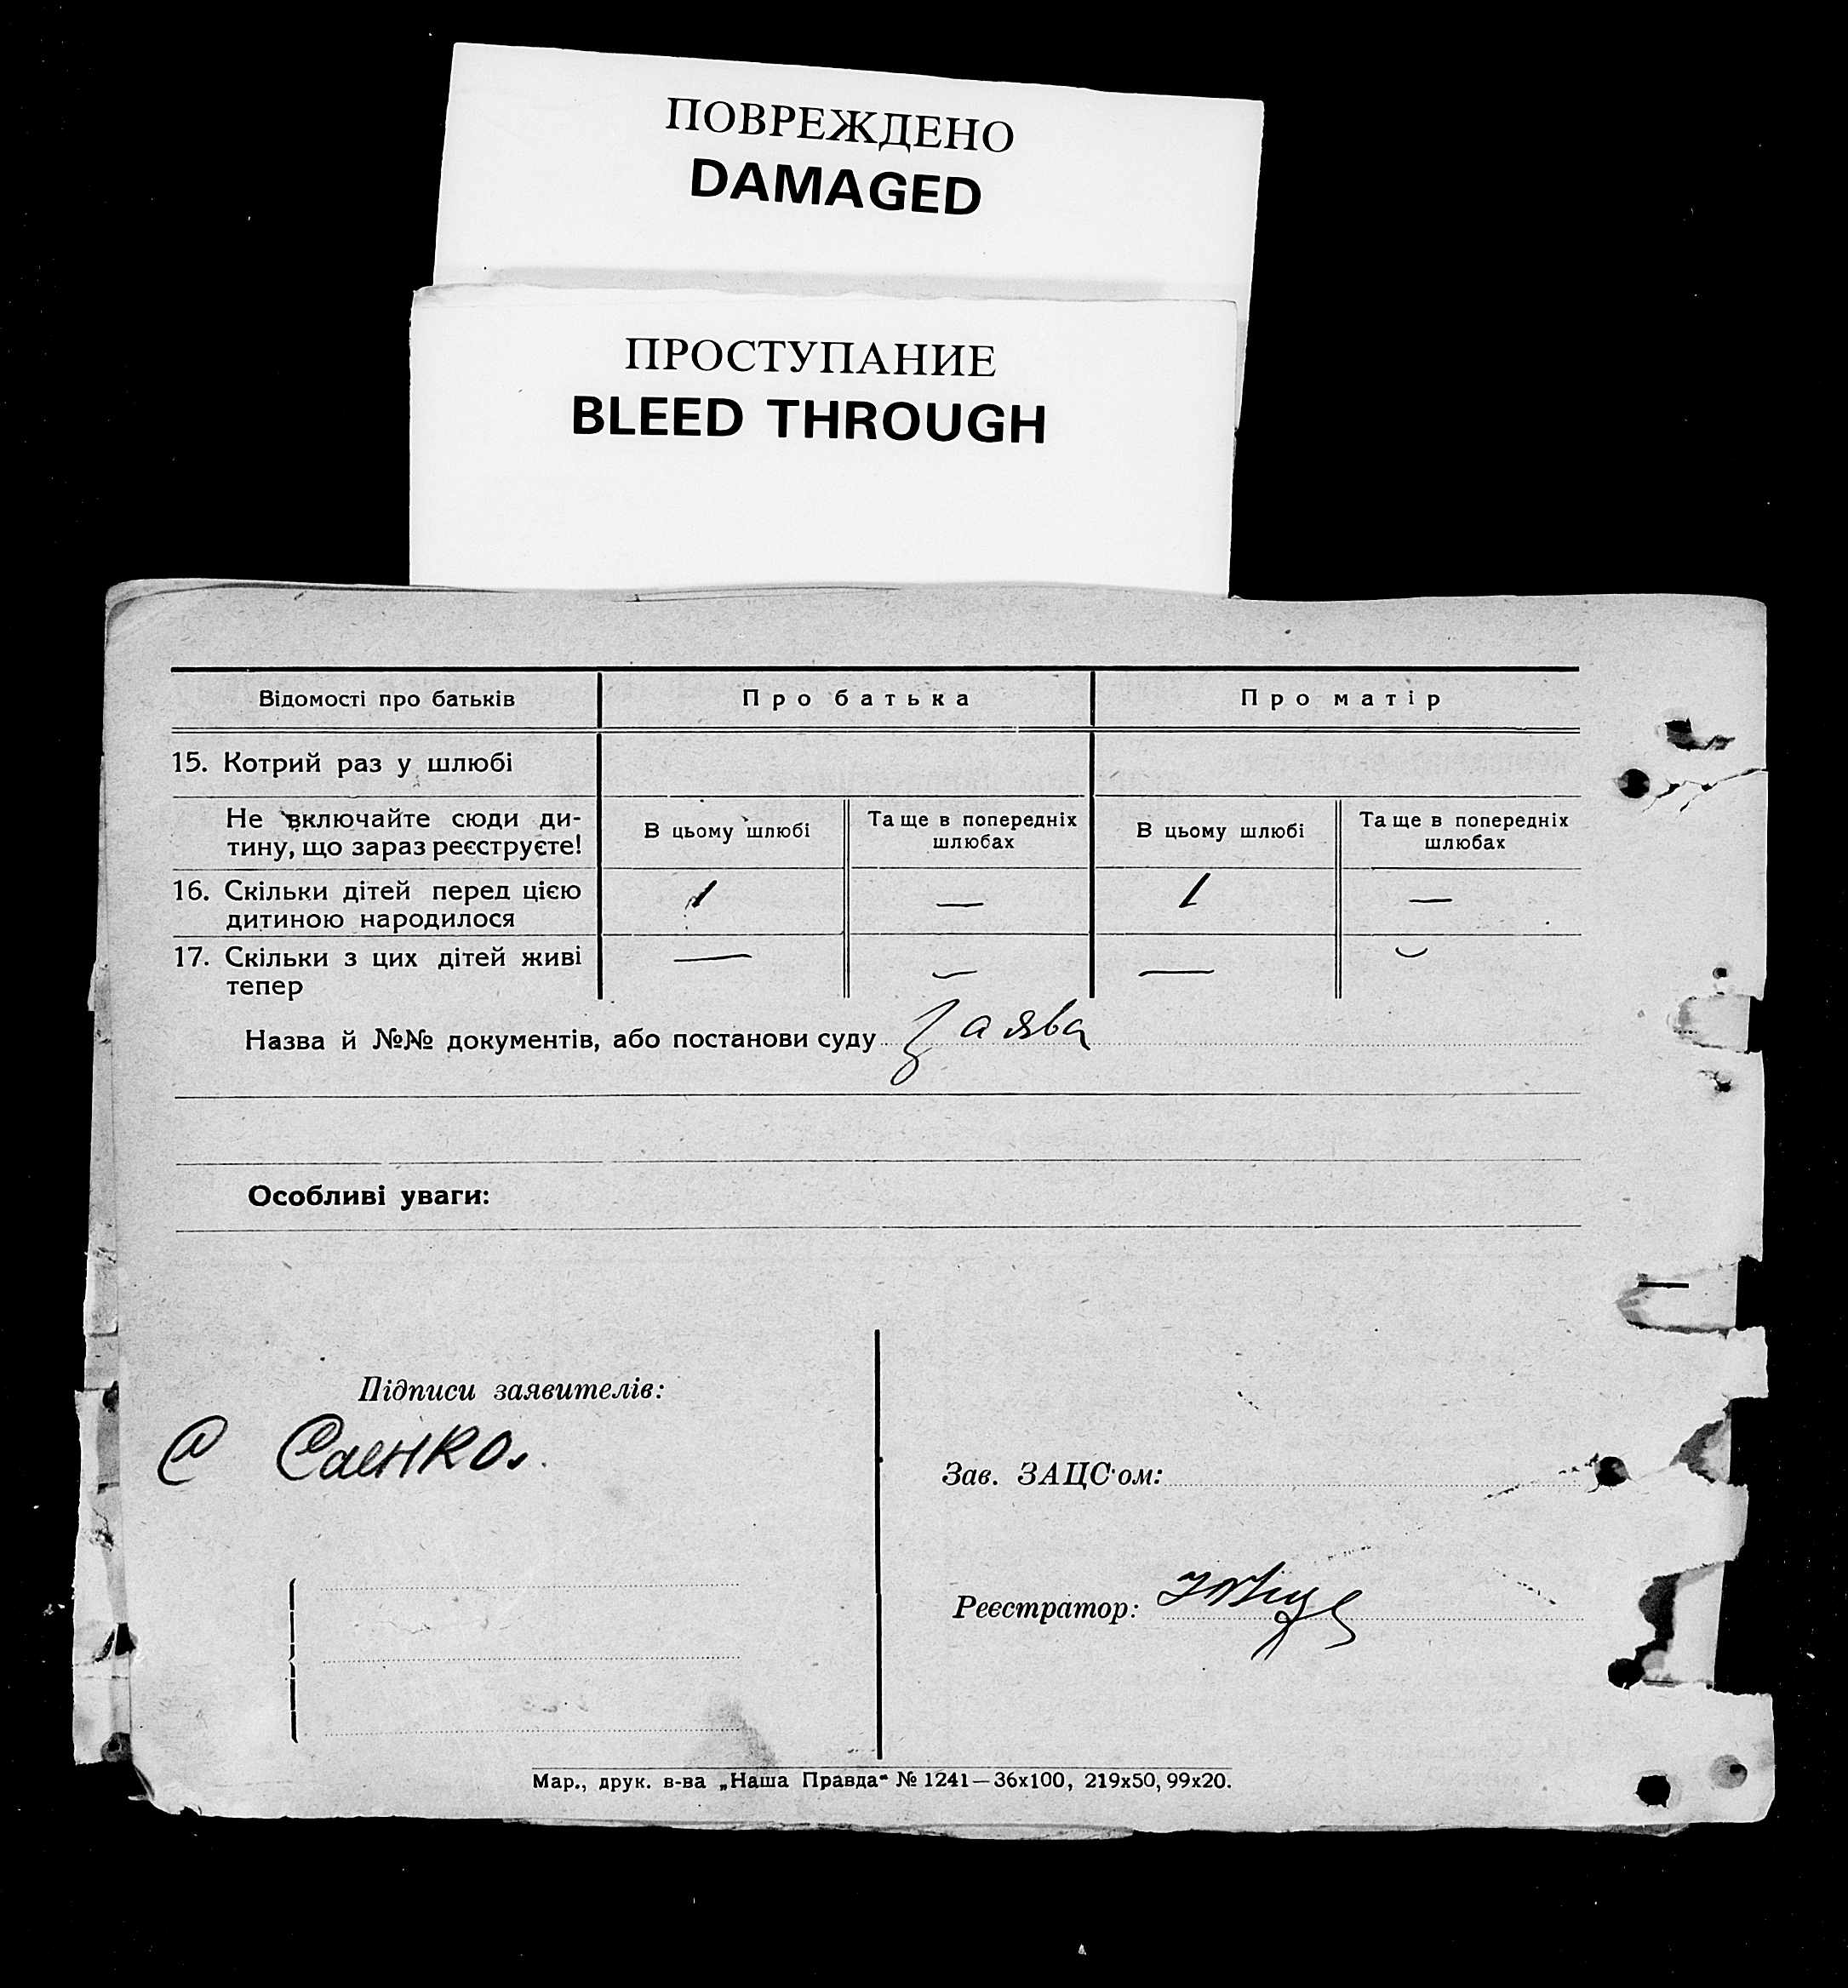 ПОВРЕЖДЕНО
DAMAGED
ПРОСТУПАНИЕ
BLEED THROUGH
Відомості про батьків Про батька Про матір
15. Котрий раз у шлюбі
Не включайте сюди ди-
тину, що зараз реєструєте!
В цьому шлюбі
Та ще в попередніх
шлюбах
В цьому шлюбі
Та ще в попередніх
шлюбах
16. Скільки дітей перед цією
дитиною народилося
1 — 1 —
17. Скільки з цих дітей живі
тепер
— — — —
Назва й №№ документів, або постанови суду заява
Особливі уваги:
Підписи заявителів:
Саенко.
Зав. ЗАЦС'ом:
Реєстратор:
Мар., друк. в-ва „Наша Правда" № 1241—36х100, 219х50, 99х20.